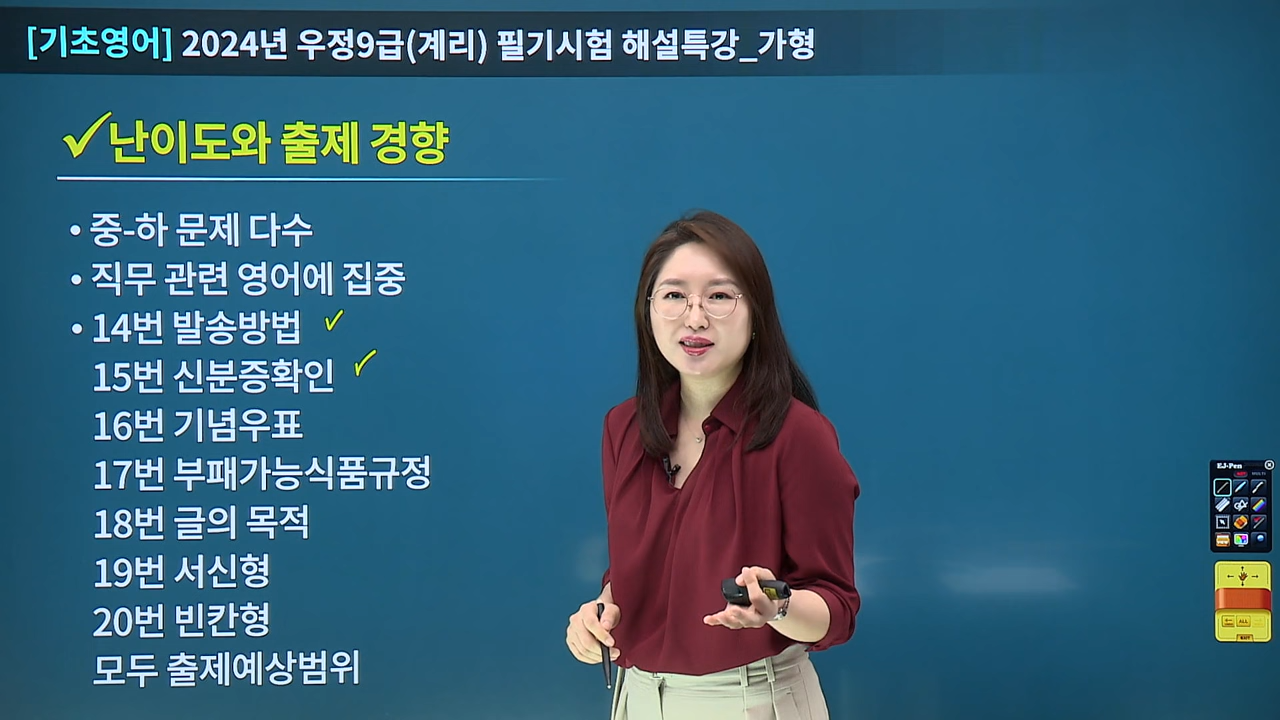 [기초영어] 2024년 우정9급(계리) 필기시험 해설특강_가형
✓난이도와 출제 경향
• 중-하 문제 다수
• 직무 관련 영어에 집중
• 14번 발송방법 ✓
15번 신분증확인 ✓
16번 기념우표
17번 부패가능식품규정
18번 글의 목적
19번 서신형
20번 빈칸형
모두 출제예상범위
EJ-Pen
ALL